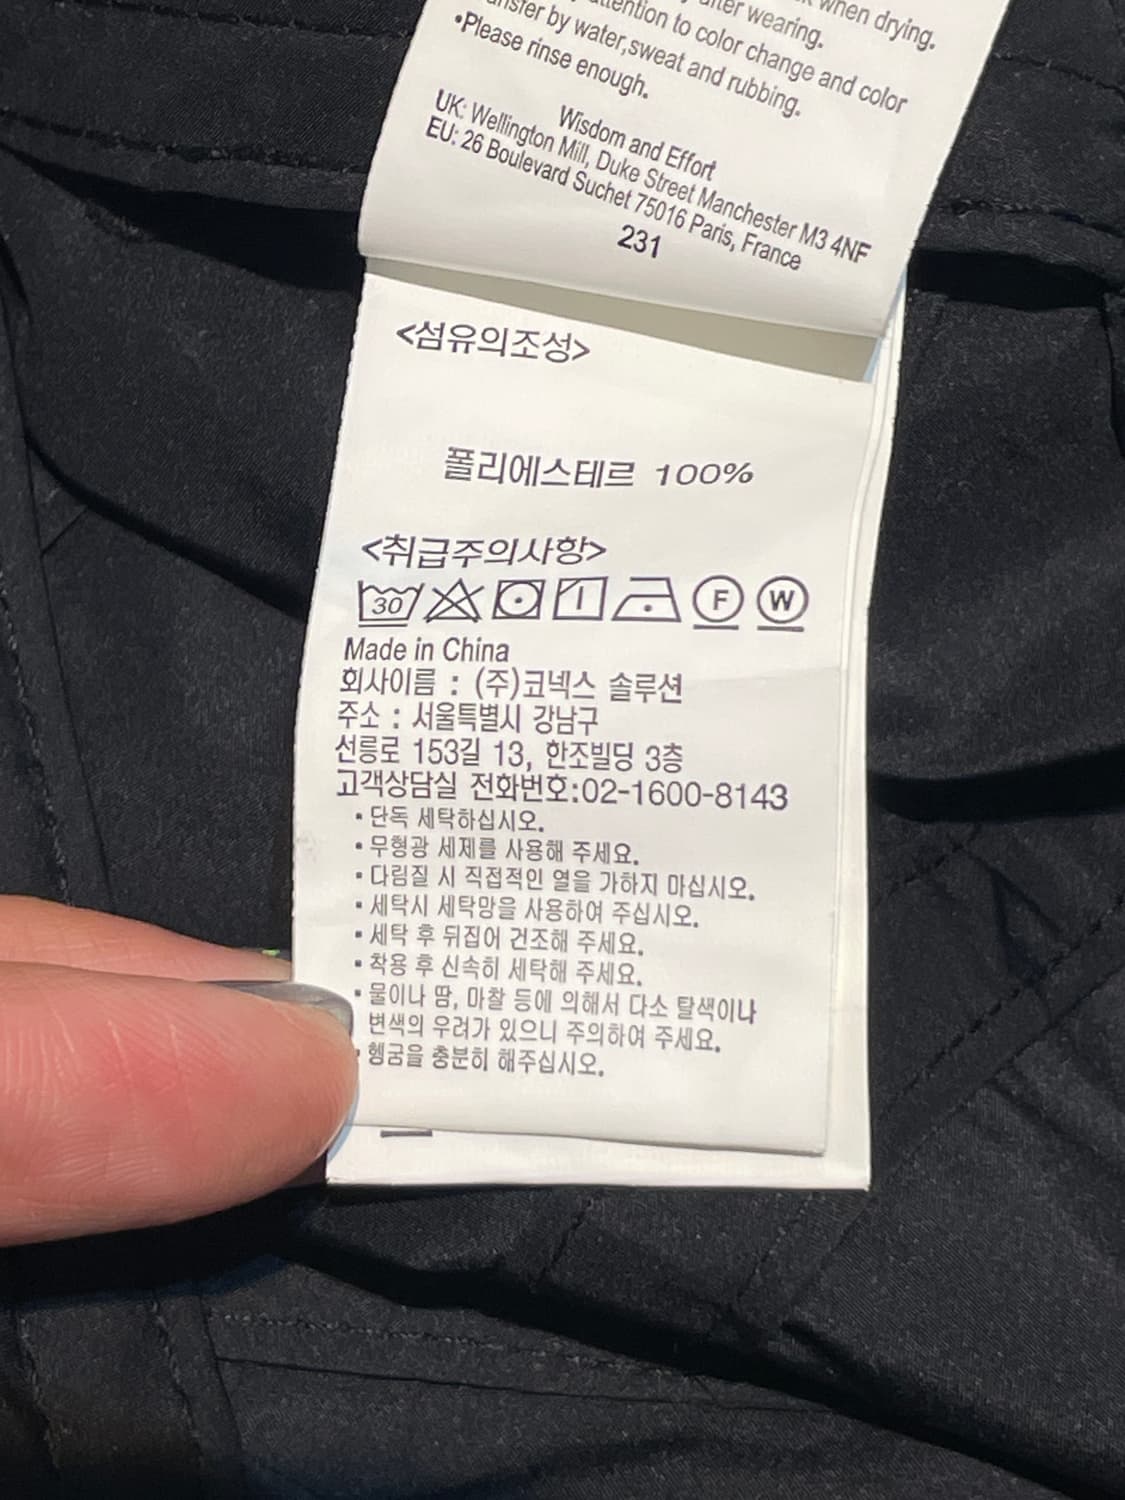 when drying.
after wearing.
attention to color change and color
by water,sweat and rubbing.
•Please rinse enough.
Wisdom and Effort
UK: Wellington Mill, Duke Street Manchester M3 4NF
EU: 26 Boulevard Suchet 75016 Paris, France
231
<섬유의조성>
폴리에스테르 100%
<취급주의사항>
30 F W
Made in China
회사이름 : (주)코넥스 솔루션
주소 : 서울특별시 강남구
선릉로 153길 13, 한조빌딩 3층
고객상담실 전화번호:02-1600-8143
▪ 단독 세탁하십시오.
▪ 무형광 세제를 사용해 주세요.
▪ 다림질 시 직접적인 열을 가하지 마십시오.
▪ 세탁시 세탁망을 사용하여 주십시오.
▪ 세탁 후 뒤집어 건조해 주세요.
▪ 착용 후 신속히 세탁해 주세요.
▪ 물이나 땀, 마찰 등에 의해서 다소 탈색이나
변색의 우려가 있으니 주의하여 주세요.
▪ 헹굼을 충분히 해주십시오.